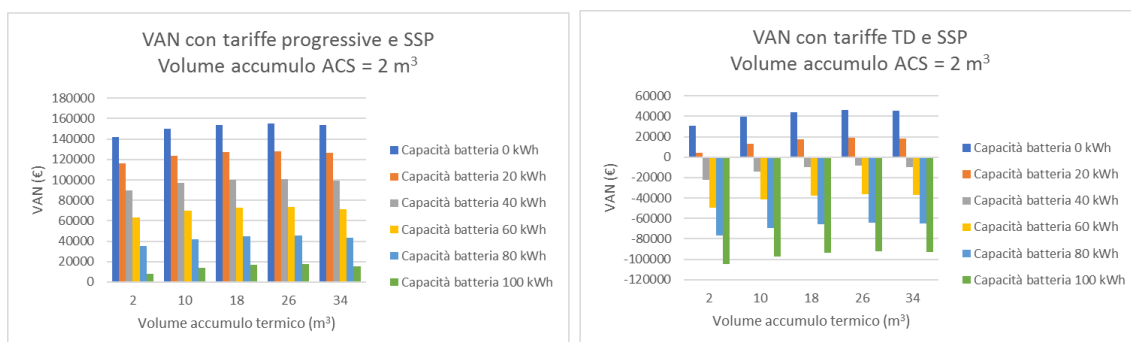 VAN con tariffe progressive e SSP
Volume accumulo ACS = 2 m³
VAN (€)
180000
160000
140000
120000
100000
80000
60000
40000
20000
0
2 10 18 26 34
Volume accumulo termico (m³)
Capacità batteria 0 kWh
Capacità batteria 20 kWh
Capacità batteria 40 kWh
Capacità batteria 60 kWh
Capacità batteria 80 kWh
Capacità batteria 100 kWh
VAN con tariffe TD e SSP
Volume accumulo ACS = 2 m³
VAN (€)
60000
40000
20000
0
-20000
-40000
-60000
-80000
-100000
-120000
2 10 18 26 34
Volume accumulo termico (m³)
Capacità batteria 0 kWh
Capacità batteria 20 kWh
Capacità batteria 40 kWh
Capacità batteria 60 kWh
Capacità batteria 80 kWh
Capacità batteria 100 kWh